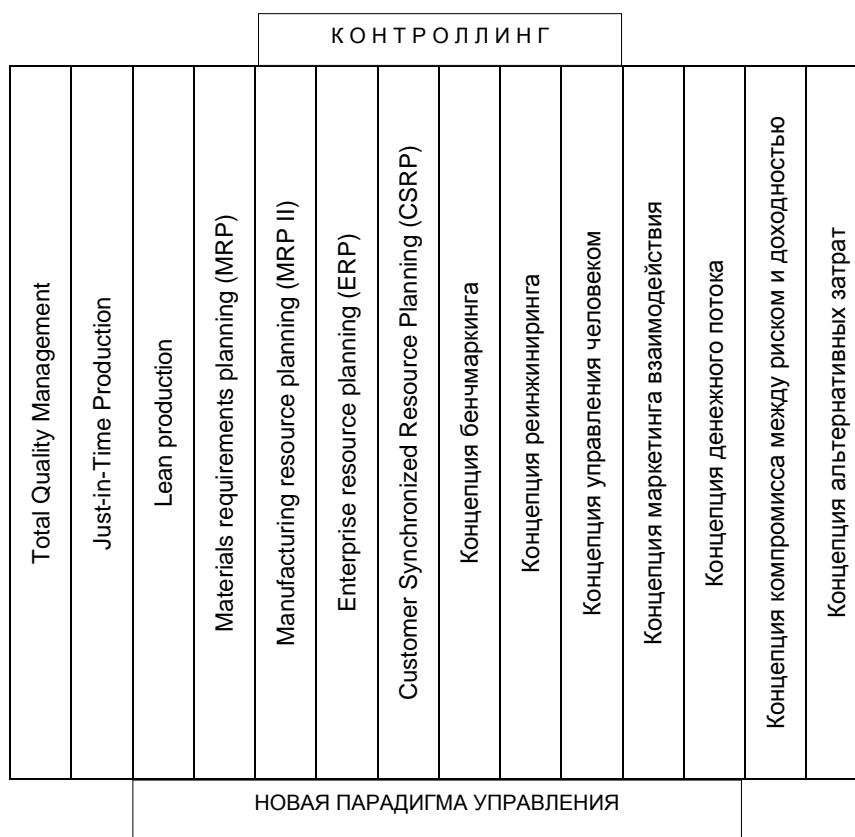 К О Н Т Р О Л Л И Н Г
Total Quality Management
Just-in-Time Production
Lean production
Materials requirements planning (MRP)
Manufacturing resource planning (MRP II)
Enterprise resource planning (ERP)
Customer Synchronized Resource Planning (CSRP)
Концепция бенчмаркинга
Концепция реинжиниринга
Концепция управления человеком
Концепция маркетинга взаимодействия
Концепция денежного потока
Концепция компромисса между риском и доходностью
Концепция альтернативных затрат
НОВАЯ ПАРАДИГМА УПРАВЛЕНИЯ